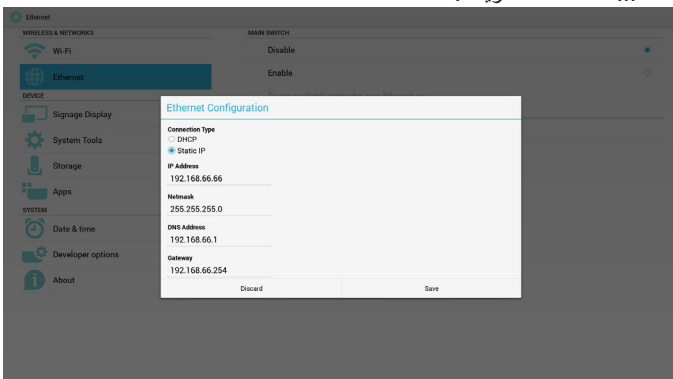 Ethernet
WIRELESS & NETWORKS
Wi-Fi
Ethernet
DEVICE
Signage Display
System Tools
Storage
Apps
SYSTEM
Date & time
Developer options
About
MAIN SWITCH
Disable
Enable
Ethernet Configuration
Connection Type
DHCP
Static IP
IP Address
192.168.66.66
Netmask
255.255.255.0
DNS Address
192.168.66.1
Gateway
192.168.66.254
Discard
Save